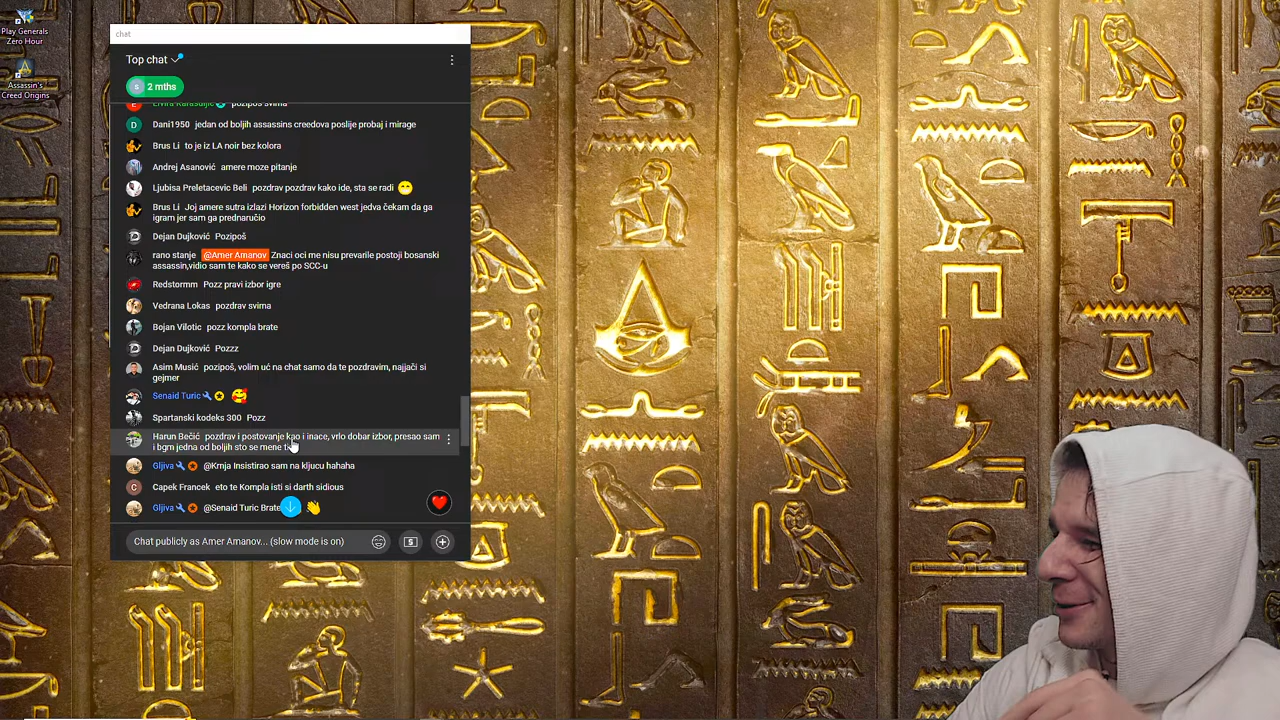 Play Generals
Zero Hour
Assassin's
Creed Origins
chat
Top chat
S 2 mths
pozipos svima
D Dani1950 jedan od boljih assassins creedova poslije probaj i mirage
Brus Li to je iz LA noir bez kolora
Andrej Asanović amere moze pitanje
Ljubisa Preletacevic Beli pozdrav pozdrav kako ide, sta se radi
Brus Li Joj amere sutra izlazi Horizon forbidden west jedva čekam da ga
igram jer sam ga prednaručio
Dejan Dujković Pozipoš
rano stanje @Amer Amanov Znaci oci me nisu prevarile postoji bosanski
assassin,vidio sam te kako se vereš po SCC-u
Redstormm Pozz pravi izbor igre
Vedrana Lokas pozdrav svima
Bojan Vilotic pozz kompla brate
Dejan Dujković Pozzz
Asim Musić pozipoš, volim uć na chat samo da te pozdravim, najjači si
gejmer
Senaid Turic
Spartanski kodeks 300 Pozz
Harun Bečić pozdrav i postovanje kao i inace, vrlo dobar izbor, presao sam
i bgm jedna od boljih sto se mene
Gljiva @Krnja Insistirao sam na kljucu hahaha
C Capek Francek eto te Kompla isti si darth sidious
Gljiva @Senaid Turic Brate
Chat publicly as Amer Amanov... (slow mode is on)